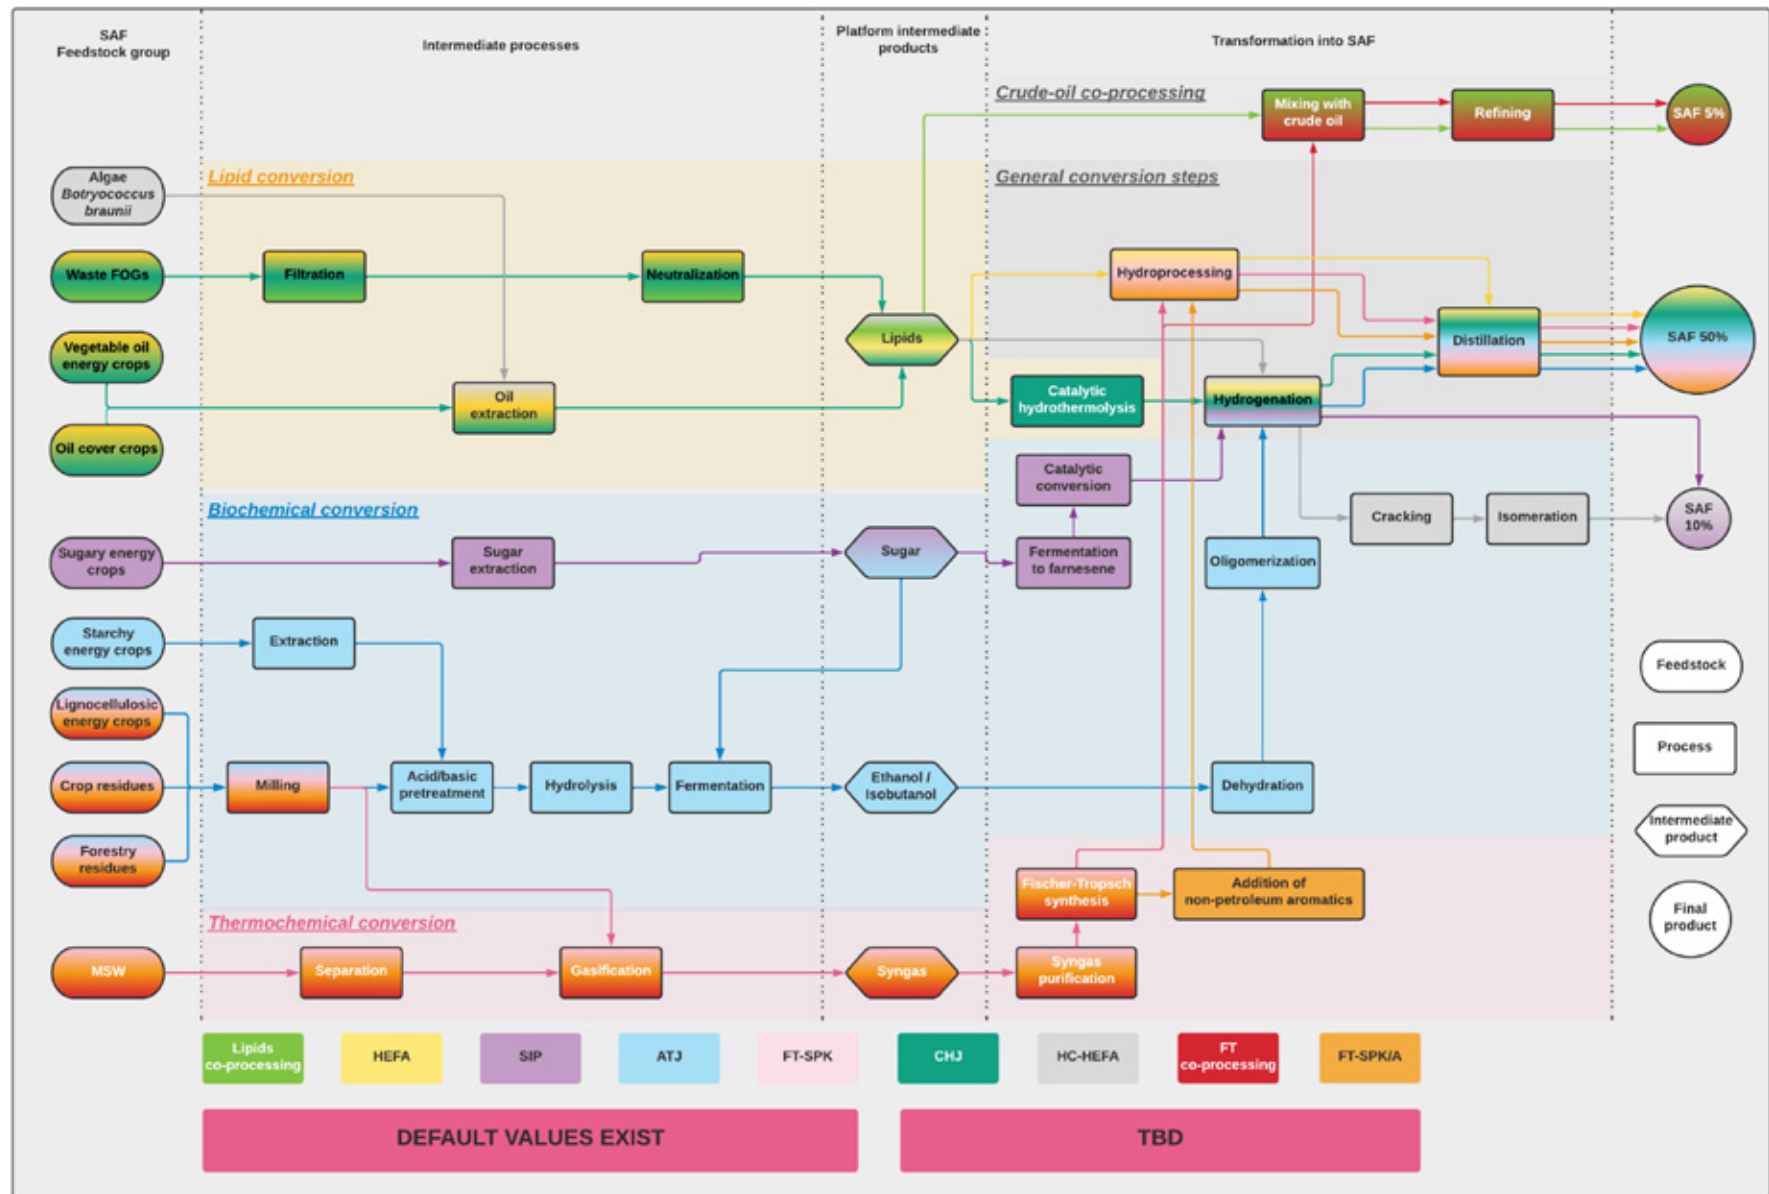 SAF
Feedstock group
Intermediate processes
Platform intermediate
products
Transformation into SAF
Crude-oil co-processing
Mixing with
crude oil
Refining
SAF 5%
Algae
Botryococcus
braunii
Lipid conversion
General conversion steps
Waste FOGs
Filtration
Neutralization
Hydroprocessing
Lipids
Distillation
SAF 50%
Vegetable oil
energy crops
Oil
extraction
Catalytic
hydrothermolysis
Hydrogenation
Oil cover crops
Biochemical conversion
Catalytic
conversion
Cracking
Isomeration
SAF
10%
Sugary energy
crops
Sugar
extraction
Sugar
Fermentation
to farnesene
Oligomerization
Starchy
energy crops
Extraction
Feedstock
Lignocellulosic
energy crops
Process
Crop residues
Milling
Acid/basic
pretreatment
Hydrolysis
Fermentation
Ethanol /
Isobutanol
Dehydration
Intermediate
product
Forestry
residues
Fischer-Tropsch
synthesis
Addition of
non-petroleum aromatics
Final
product
Thermochemical conversion
MSW
Separation
Gasification
Syngas
Syngas
purification
Lipids
co-processing
HEFA
SIP
ATJ
FT-SPK
CHJ
HC-HEFA
FT
co-processing
FT-SPK/A
DEFAULT VALUES EXIST
TBD